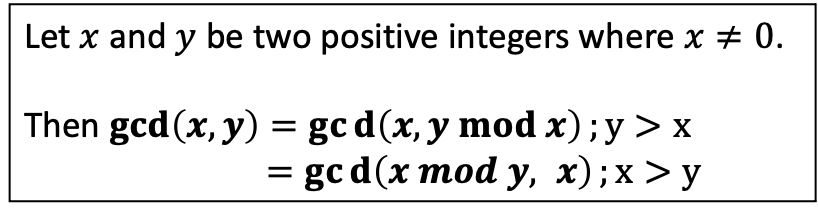 Let x and y be two positive integers where x ≠ 0.
Then gcd(x, y) = gc d(x, y mod x) ; y > x
= gc d(x mod y, x) ; x > y